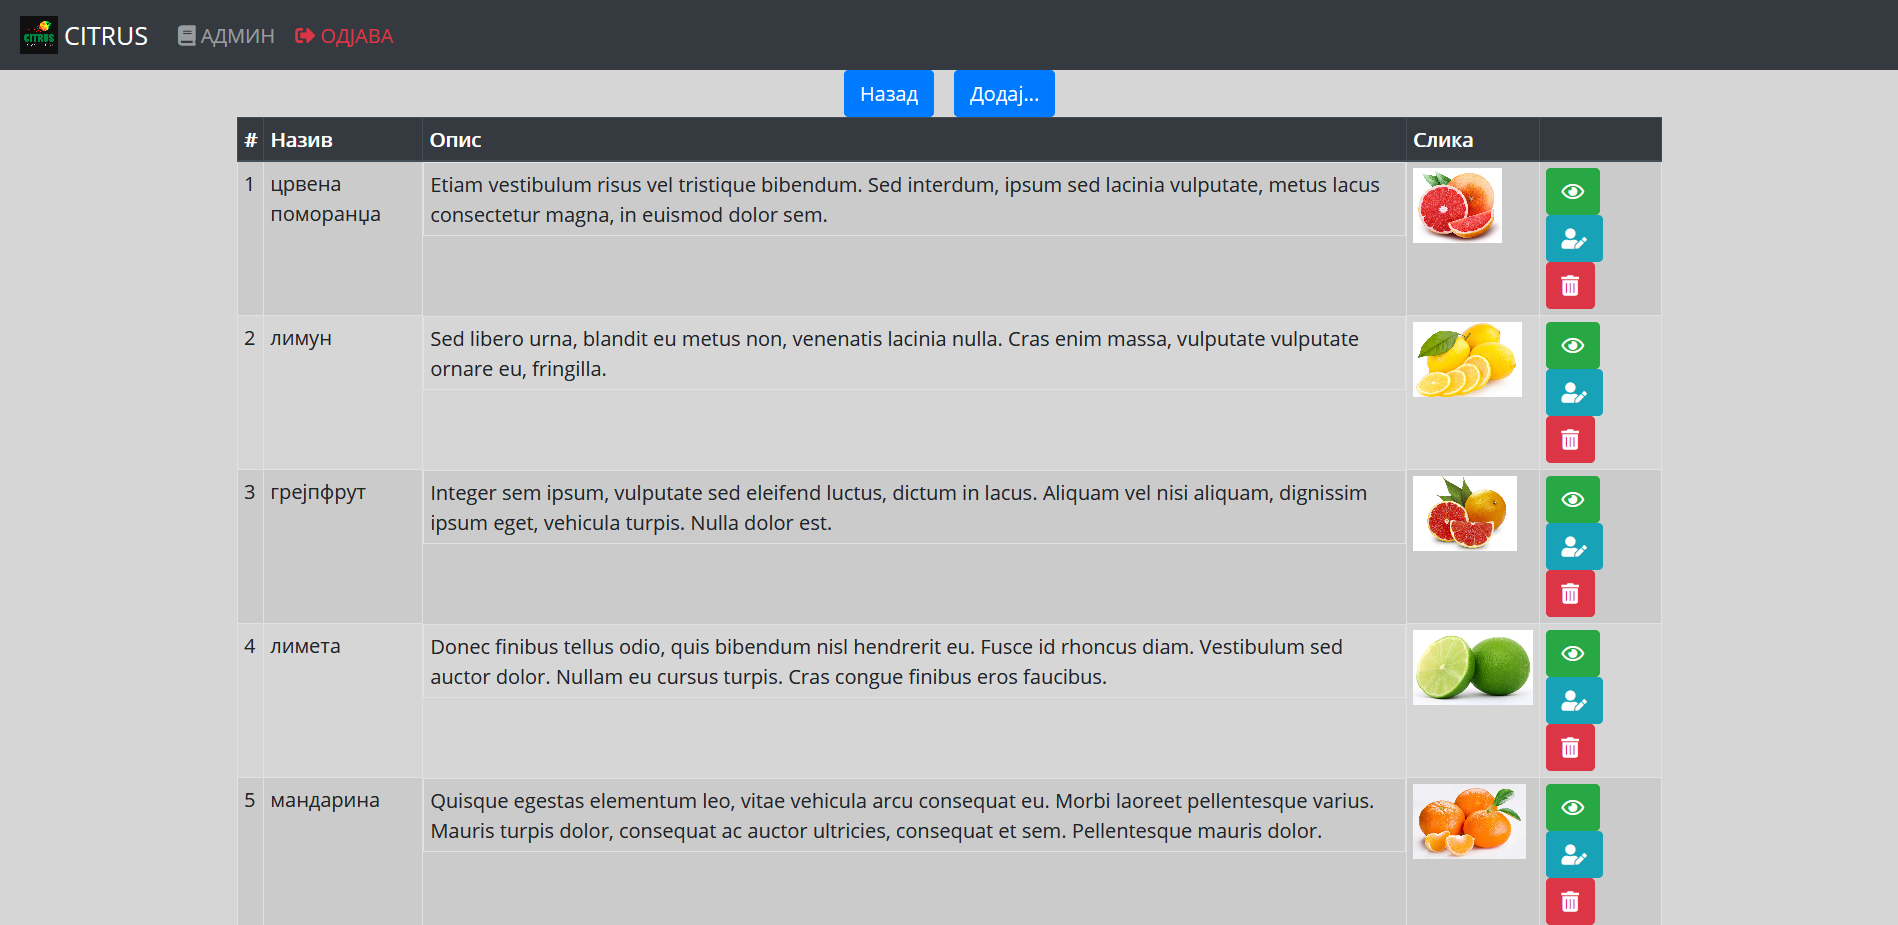 CITRUS
CITRUS
АДМИН
ОДЈАВА
Назад
Додај...
# Назив Опис Слика
1 црвена поморанџа
Etiam vestibulum risus vel tristique bibendum. Sed interdum, ipsum sed lacinia vulputate, metus lacus
consectetur magna, in euismod dolor sem.
2 лимун
Sed libero urna, blandit eu metus non, venenatis lacinia nulla. Cras enim massa, vulputate vulputate
ornare eu, fringilla.
3 грејпфрут
Integer sem ipsum, vulputate sed eleifend luctus, dictum in lacus. Aliquam vel nisi aliquam, dignissim
ipsum eget, vehicula turpis. Nulla dolor est.
4 лимета
Donec finibus tellus odio, quis bibendum nisl hendrerit eu. Fusce id rhoncus diam. Vestibulum sed
auctor dolor. Nullam eu cursus turpis. Cras congue finibus eros faucibus.
5 мандарина
Quisque egestas elementum leo, vitae vehicula arcu consequat eu. Morbi laoreet pellentesque varius.
Mauris turpis dolor, consequat ac auctor ultricies, consequat et sem. Pellentesque mauris dolor.